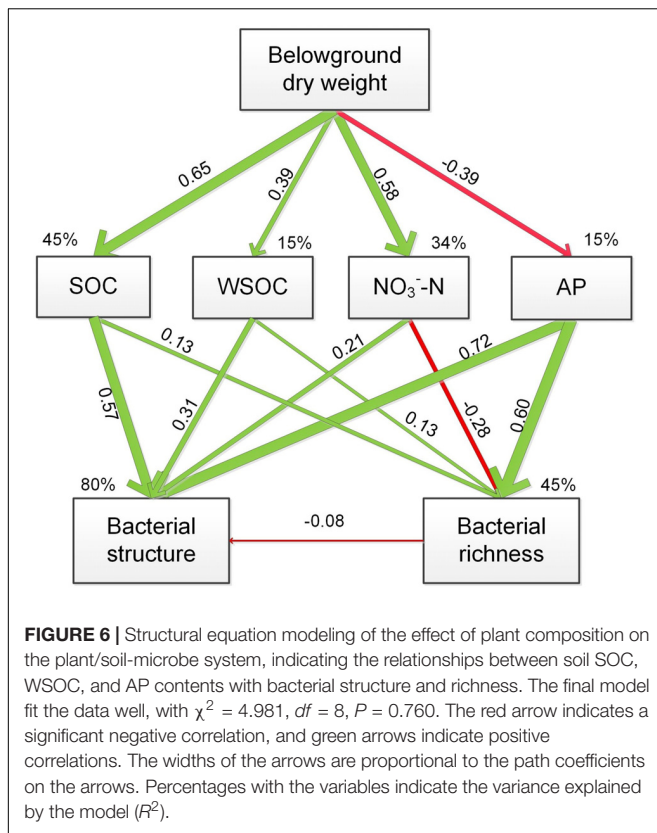 Belowground
dry weight
0.65
0.39
0.58
-0.39
45%
15%
34%
15%
SOC
WSOC
NO₃⁻-N
AP
0.13
0.21
0.72
0.57
0.31
0.13
-0.28
0.60
80%
45%
Bacterial
structure
-0.08
Bacterial
richness
FIGURE 6 | Structural equation modeling of the effect of plant composition on
the plant/soil-microbe system, indicating the relationships between soil SOC,
WSOC, and AP contents with bacterial structure and richness. The final model
fit the data well, with χ² = 4.981, df = 8, P = 0.760. The red arrow indicates a
significant negative correlation, and green arrows indicate positive
correlations. The widths of the arrows are proportional to the path coefficients
on the arrows. Percentages with the variables indicate the variance explained
by the model (R²).